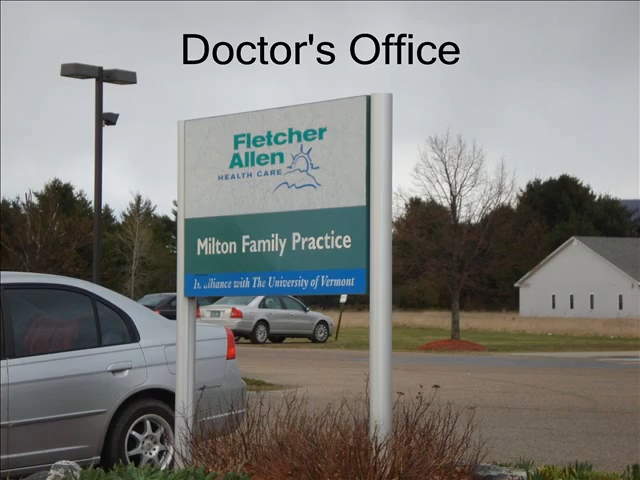 Doctor's Office
Fletcher
Allen
HEALTH CARE
Milton Family Practice
In alliance with The University of Vermont